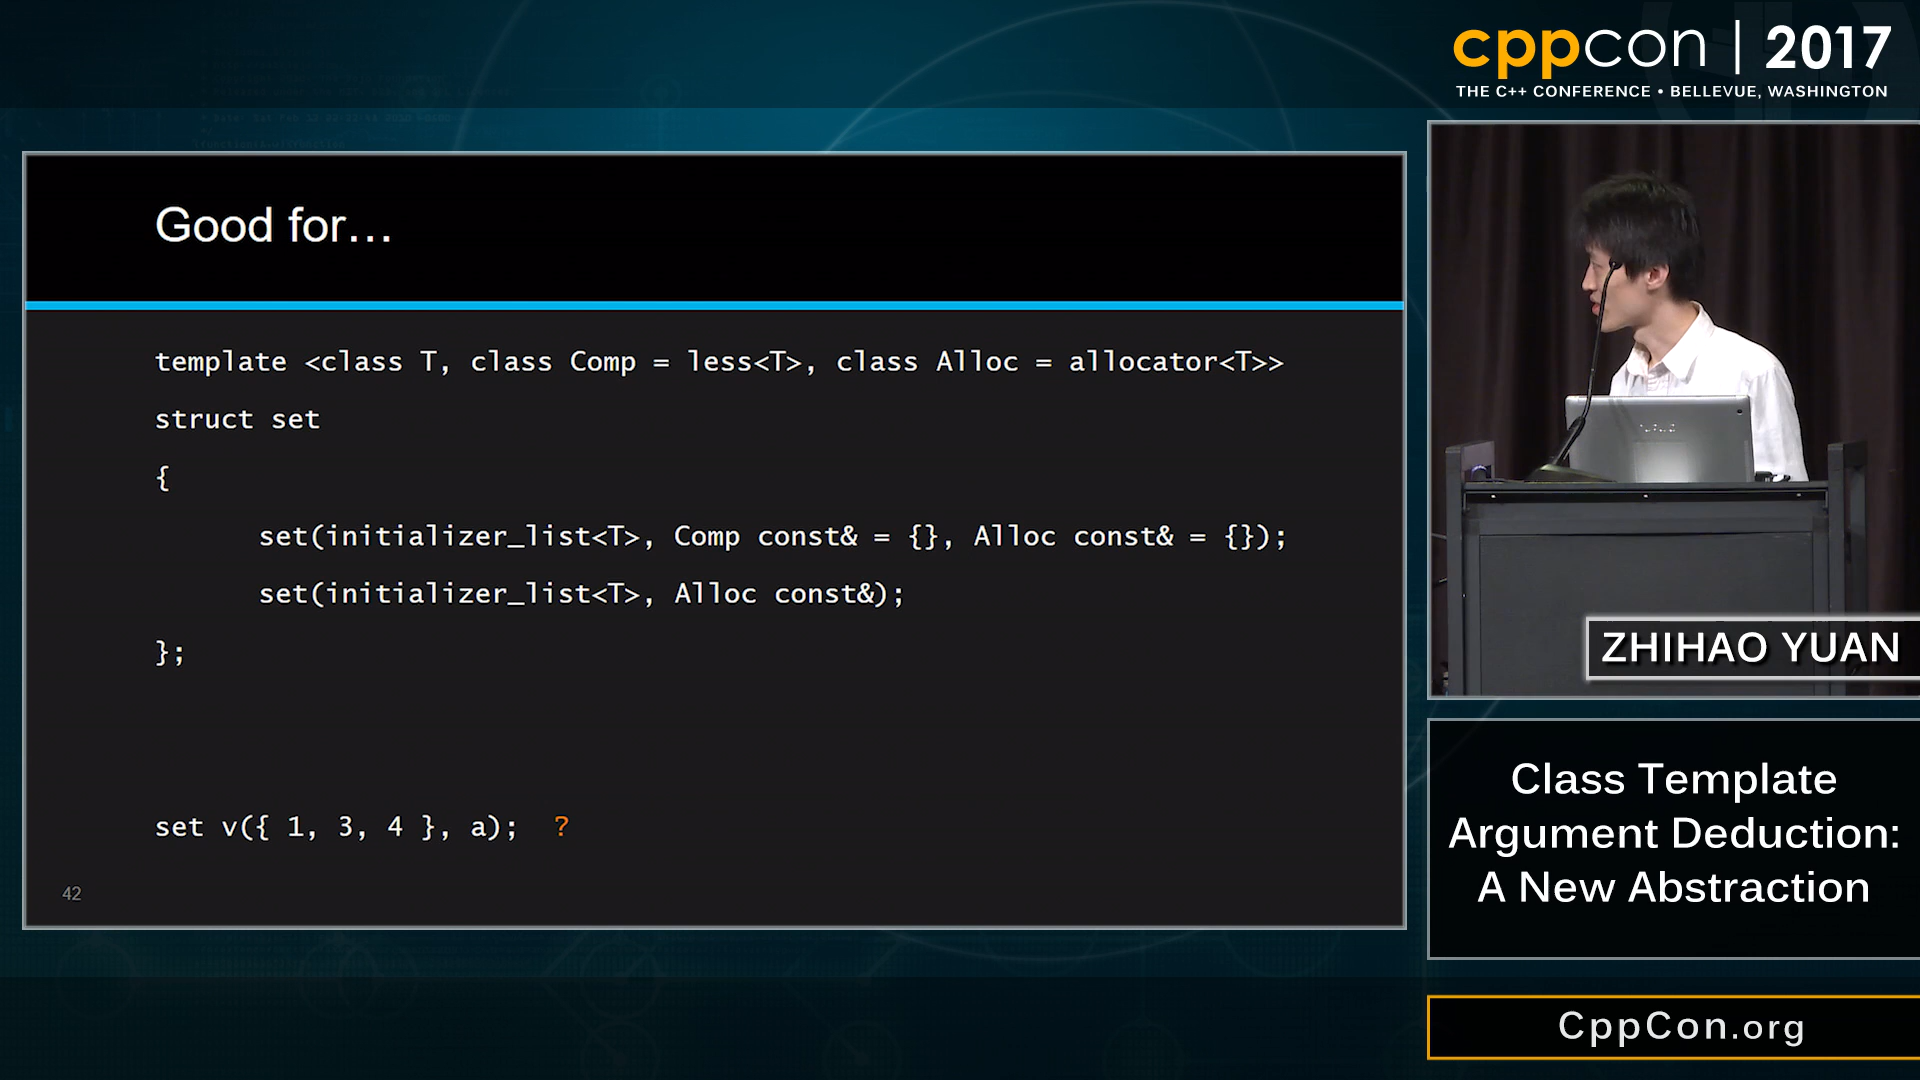 cppcon | 2017
THE C++ CONFERENCE • BELLEVUE, WASHINGTON
Good for…
template <class T, class Comp = less<T>, class Alloc = allocator<T>>
struct set
{
set(initializer_list<T>, Comp const& = {}, Alloc const& = {});
set(initializer_list<T>, Alloc const&);
};
set v({ 1, 3, 4 }, a); ?
42
ZHIHAO YUAN
Class Template
Argument Deduction:
A New Abstraction
CppCon.org